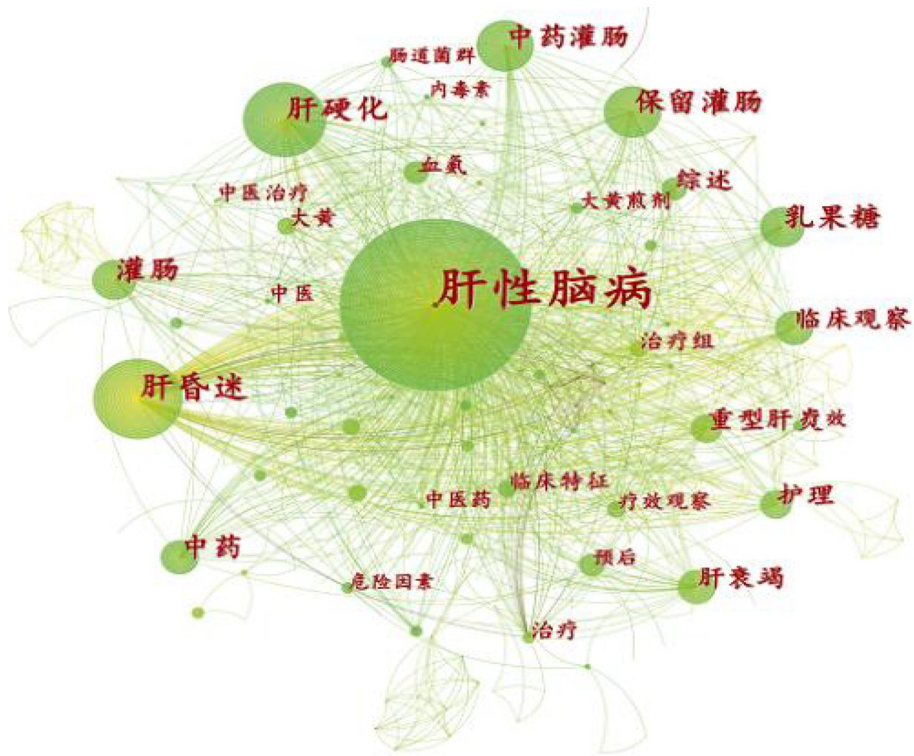 中药灌肠
肠道菌群
内毒素
肝硬化
保留灌肠
血氨
综述
中医治疗
大黄
大黄煎剂
乳果糖
灌肠
中医
肝性脑病
临床观察
治疗组
肝昏迷
重型肝炎
效
临床特征
中医药
疗效观察
护理
中药
预后
危险因素
肝衰竭
治疗